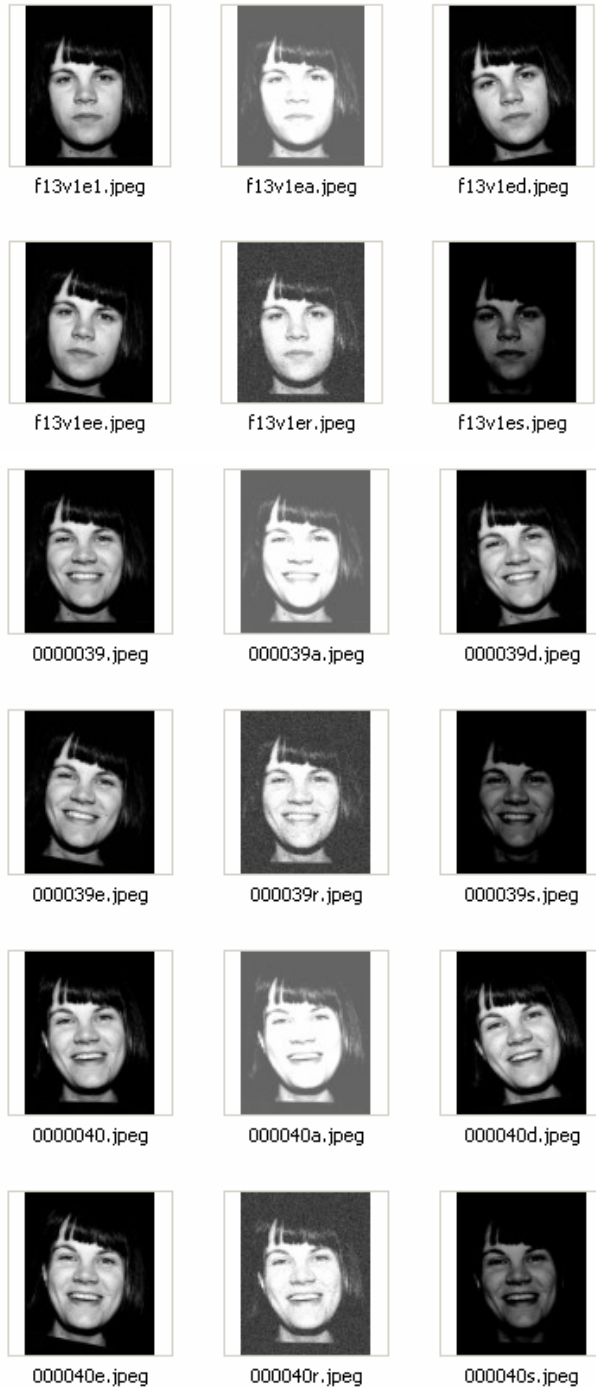 f13v1e1.jpeg f13v1ea.jpeg f13v1ed.jpeg
f13v1ee.jpeg f13v1er.jpeg f13v1es.jpeg
0000039.jpeg 000039a.jpeg 000039d.jpeg
000039e.jpeg 000039r.jpeg 000039s.jpeg
0000040.jpeg 000040a.jpeg 000040d.jpeg
000040e.jpeg 000040r.jpeg 000040s.jpeg